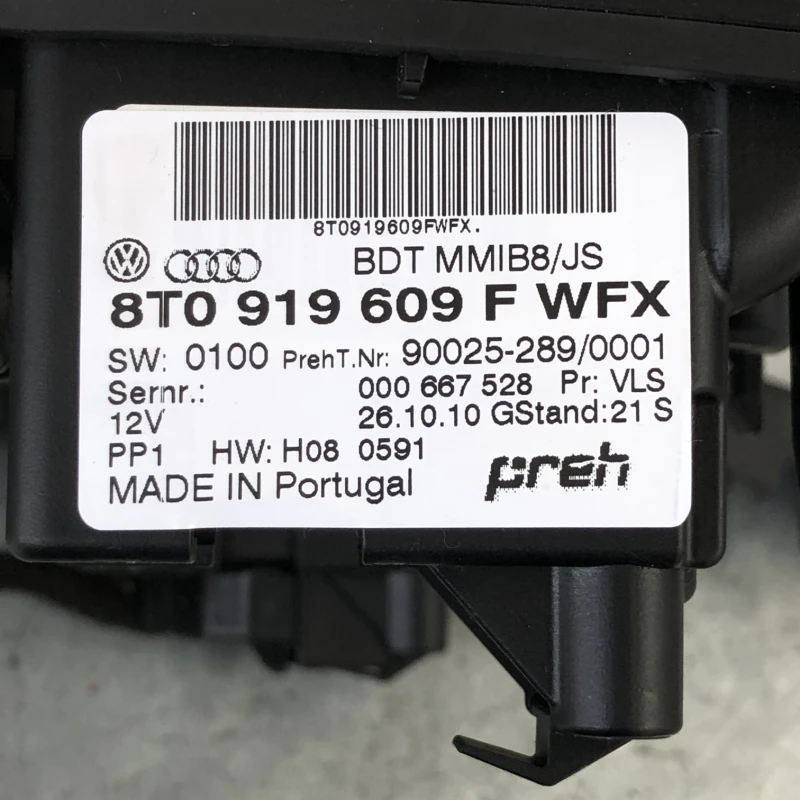 8T0919609FWFX.
BDT MMIB8/JS
8T0 919 609 F WFX
SW: 0100 PrehT.Nr: 90025-289/0001
Sernr.: 000 667 528 Pr: VLS
12V 26.10.10 GStand:21 S
PP1 HW: H08 0591
MADE IN Portugal preh